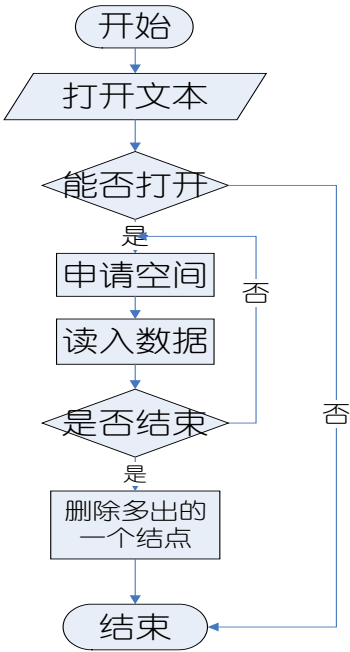 开始
打开文本
能否打开
是
申请空间
否
读入数据
否
是否结束
是
删除多出的
一个结点
结束